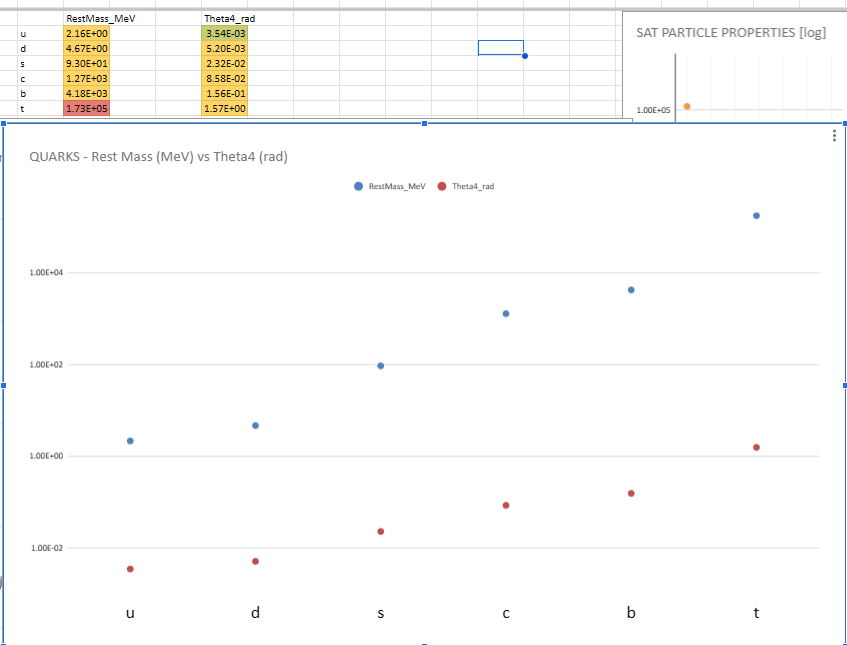 RestMass_MeV Theta4_rad
u 2.16E+00 3.54E-03
d 4.67E+00 5.20E-03
s 9.30E+01 2.32E-02
c 1.27E+03 8.58E-02
b 4.18E+03 1.56E-01
t 1.73E+05 1.57E+00
SAT PARTICLE PROPERTIES [log]
1.00E+05
QUARKS - Rest Mass (MeV) vs Theta4 (rad)
RestMass_MeV Theta4_rad
1.00E+04
1.00E+02
1.00E+00
1.00E-02
u d s c b t